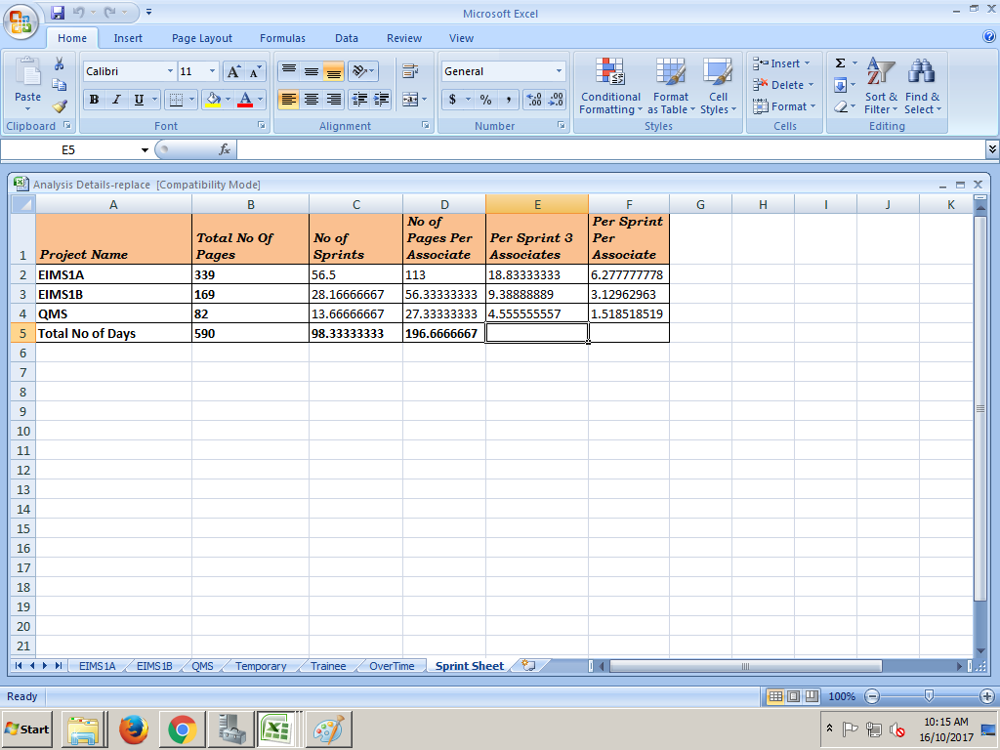 Microsoft Excel
Home Insert Page Layout Formulas Data Review View
Paste
Clipboard
Calibri 11
B I U
Font
Alignment
General
$ % ,
Number
Conditional Formatting
Format as Table
Cell Styles
Styles
Insert
Delete
Format
Cells
Σ
Sort & Filter
Find & Select
Editing
E5 fx
Analysis Details-replace [Compatibility Mode]
A B C D E F G H I J K
1 Project Name Total No Of Pages No of Sprints No of Pages Per Associate Per Sprint 3 Associates Per Sprint Per Associate
2 EIMS1A 339 56.5 113 18.83333333 6.277777778
3 EIMS1B 169 28.16666667 56.33333333 9.38888889 3.12962963
4 QMS 82 13.66666667 27.33333333 4.555555557 1.518518519
5 Total No of Days 590 98.33333333 196.6666667
6
7
8
9
10
11
12
13
14
15
16
17
18
19
20
21
EIMS1A EIMS1B QMS Temporary Trainee OverTime Sprint Sheet
Ready 100%
Start 10:15 AM
16/10/2017